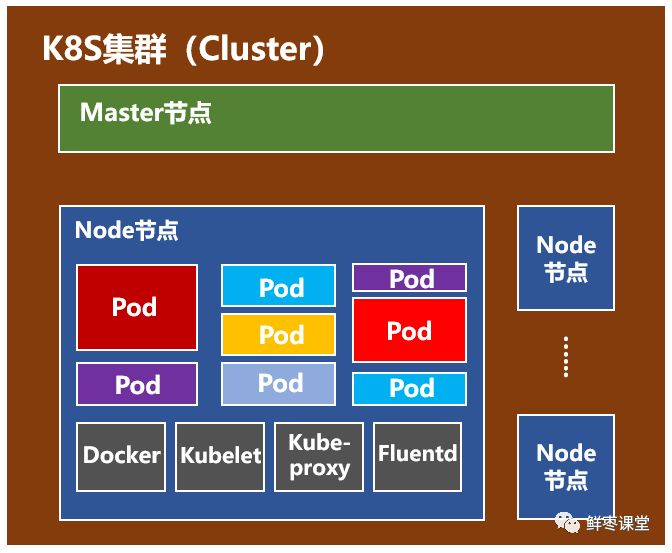 K8S集群（Cluster）
Master节点
Node节点
Pod
Pod
Pod
Pod
Pod
Pod
Pod
Pod
Docker
Kubelet
Kube-
proxy
Fluentd
Node
节点
Node
节点
鲜枣课堂